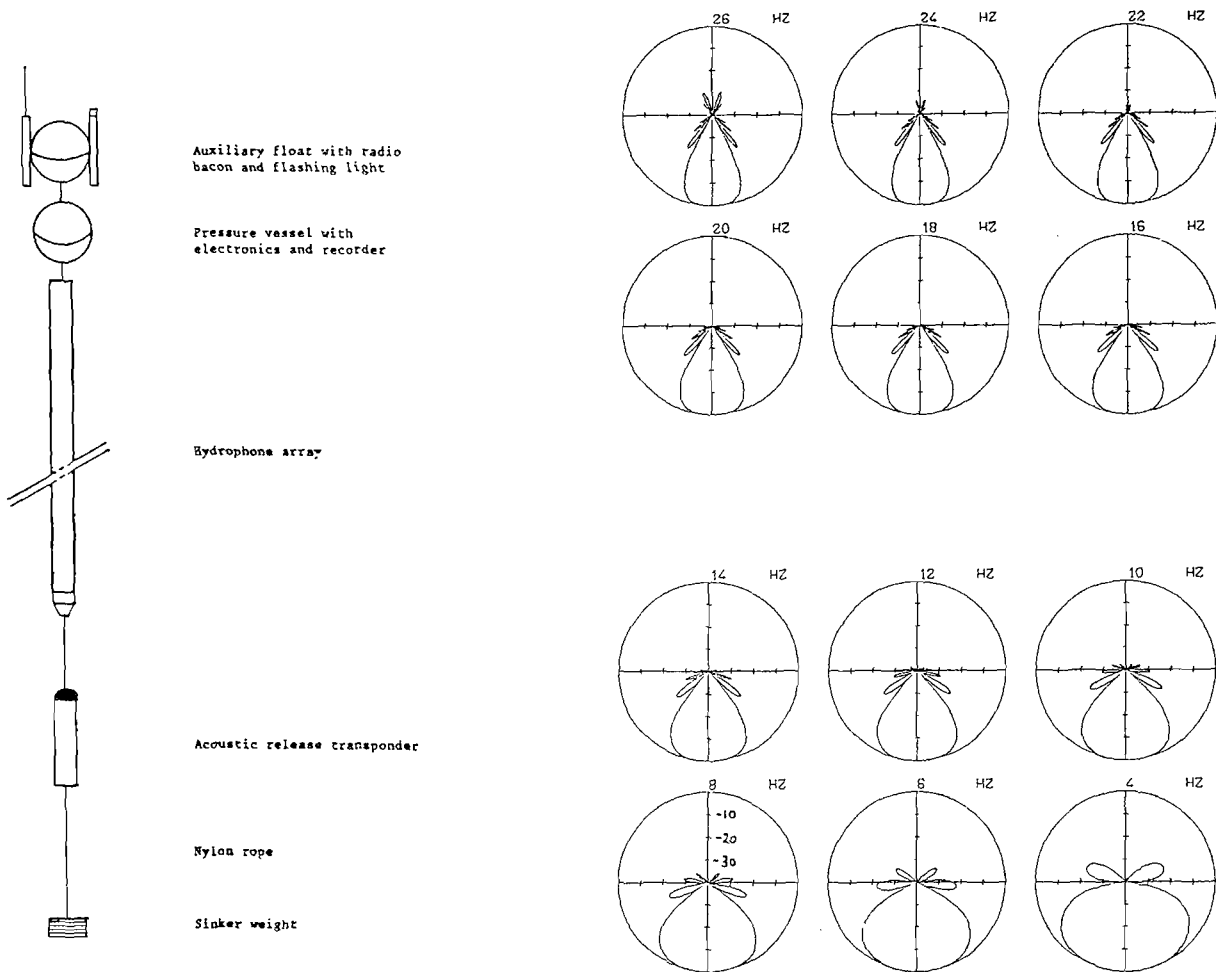 Auxiliary float with radio
bacon and flashing light
Pressure vessel with
electronics and recorder
Hydrophone array
Acoustic release transponder
Nylon rope
Sinker weight
26 HZ
24 HZ
22 HZ
20 HZ
18 HZ
16 HZ
14 HZ
12 HZ
10 HZ
8 HZ
-10
-20
-30
6 HZ
4 HZ